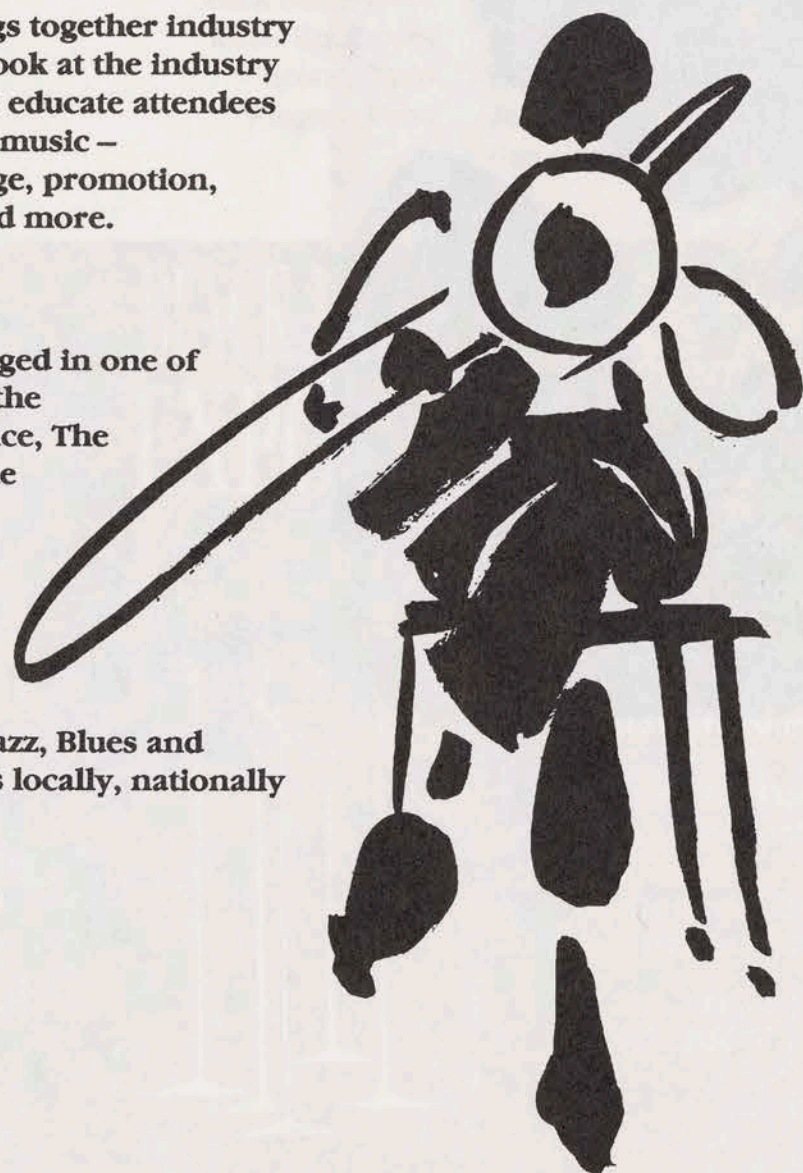 gs together industry
ook at the industry
educate attendees
music –
ge, promotion,
d more.
ged in one of
the
ce, The
e
azz, Blues and
s locally, nationally